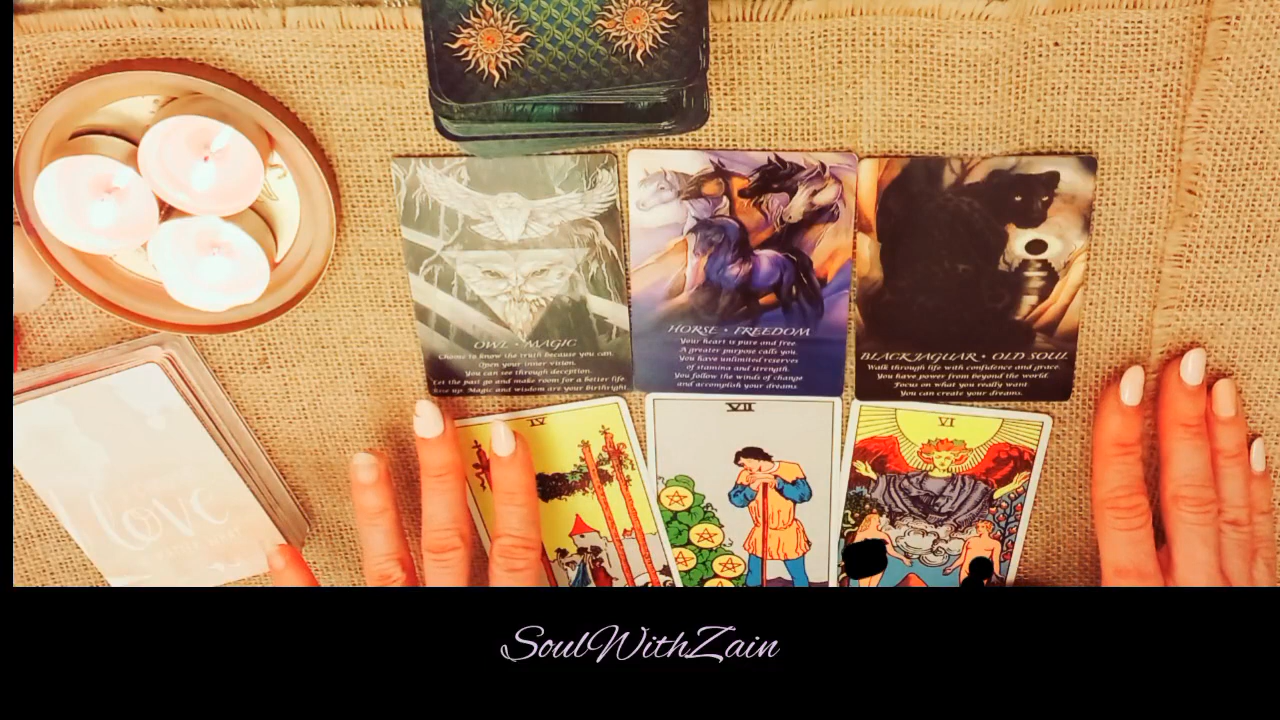 OWL • MAGIC
Choose to know the truth because you can.
Open your inner vision.
You can see through deception.
Let the past go and make room for a better life.
Rise up. Magic and wisdom are your birthright.
HORSE • FREEDOM
Your heart is pure and free.
A greater purpose calls you.
You have unlimited reserves
of stamina and strength.
You follow the winds of change
and accomplish your dreams.
BLACK JAGUAR • OLD SOUL
Walk through life with confidence and grace.
You have power from beyond the world.
Focus on what you really want.
You can create your dreams.
IV
VII
VI
love
SoulWithZain